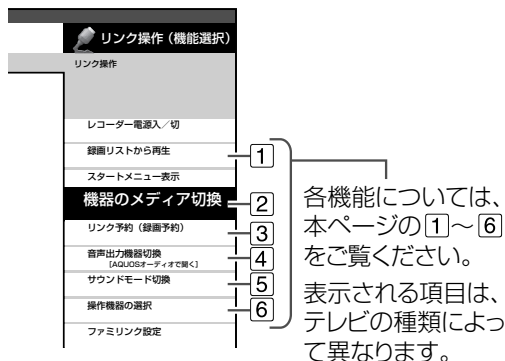 リンク操作（機能選択）
リンク操作
レコーダー電源入／切
録画リストから再生
1
スタートメニュー表示
機器のメディア切換
2
リンク予約（録画予約）
3
音声出力機器切換
4
［AQUOSオーディオで聞く］
サウンドモード切換
5
操作機器の選択
6
ファミリンク設定
各機能については、
本ページの1～6
をご覧ください。
表示される項目は、
テレビの種類によっ
て異なります。